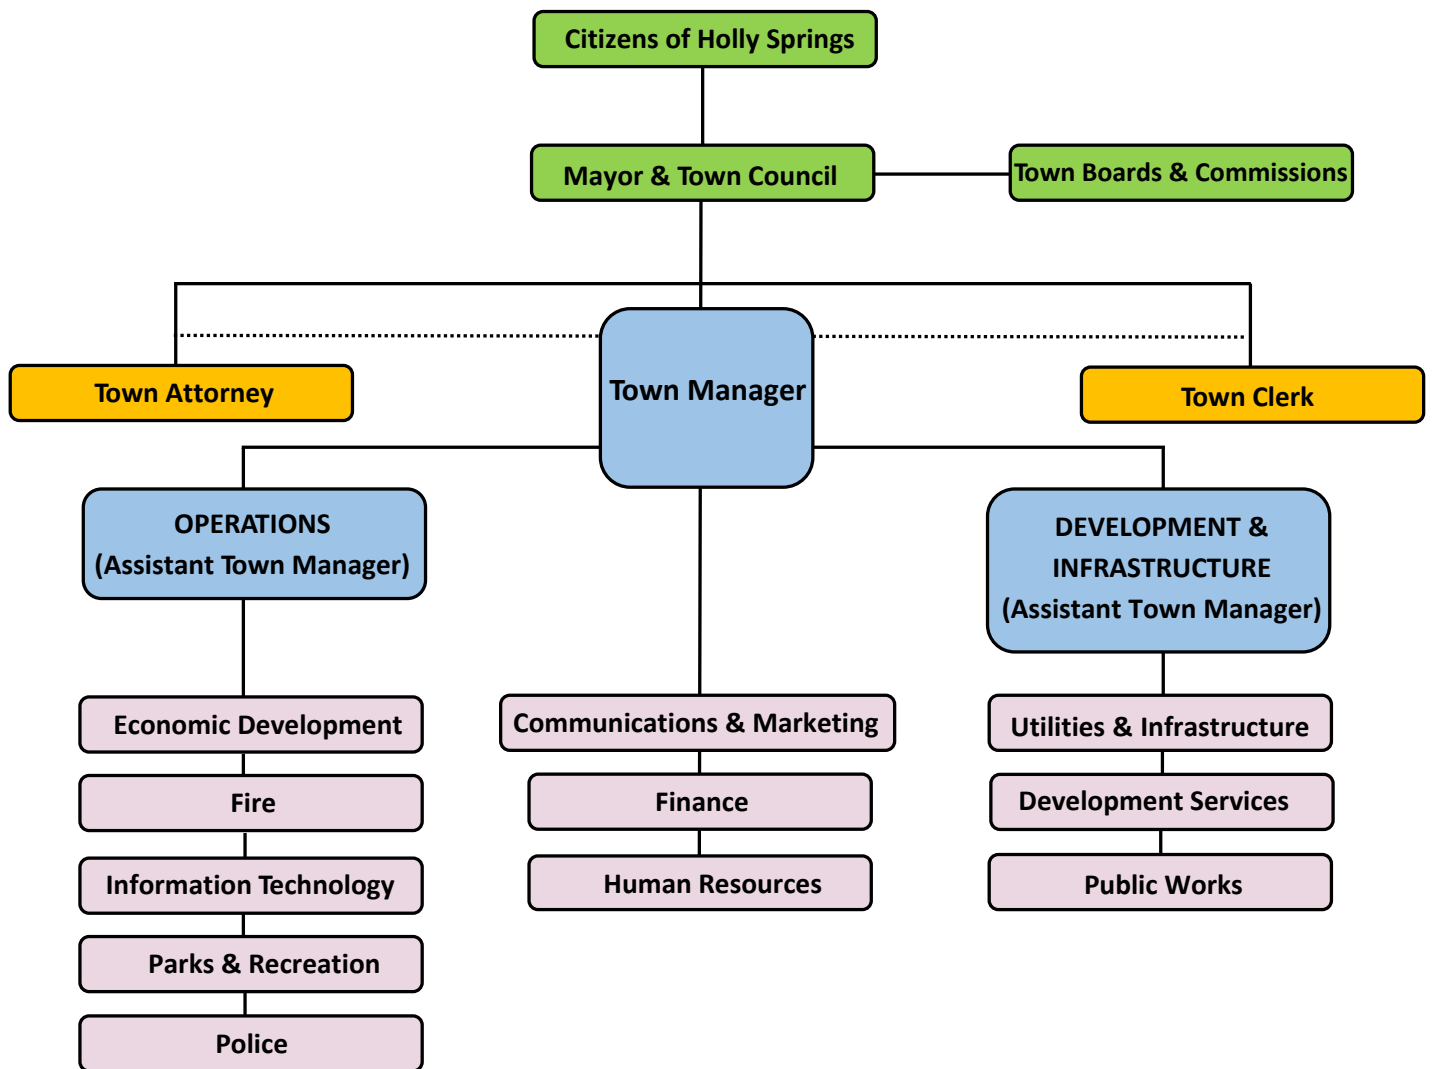 Citizens of Holly Springs
Mayor & Town Council
Town Boards & Commissions
Town Manager
Town Attorney
Town Clerk
OPERATIONS
(Assistant Town Manager)
DEVELOPMENT &
INFRASTRUCTURE
(Assistant Town Manager)
Economic Development
Fire
Information Technology
Parks & Recreation
Police
Communications & Marketing
Finance
Human Resources
Utilities & Infrastructure
Development Services
Public Works